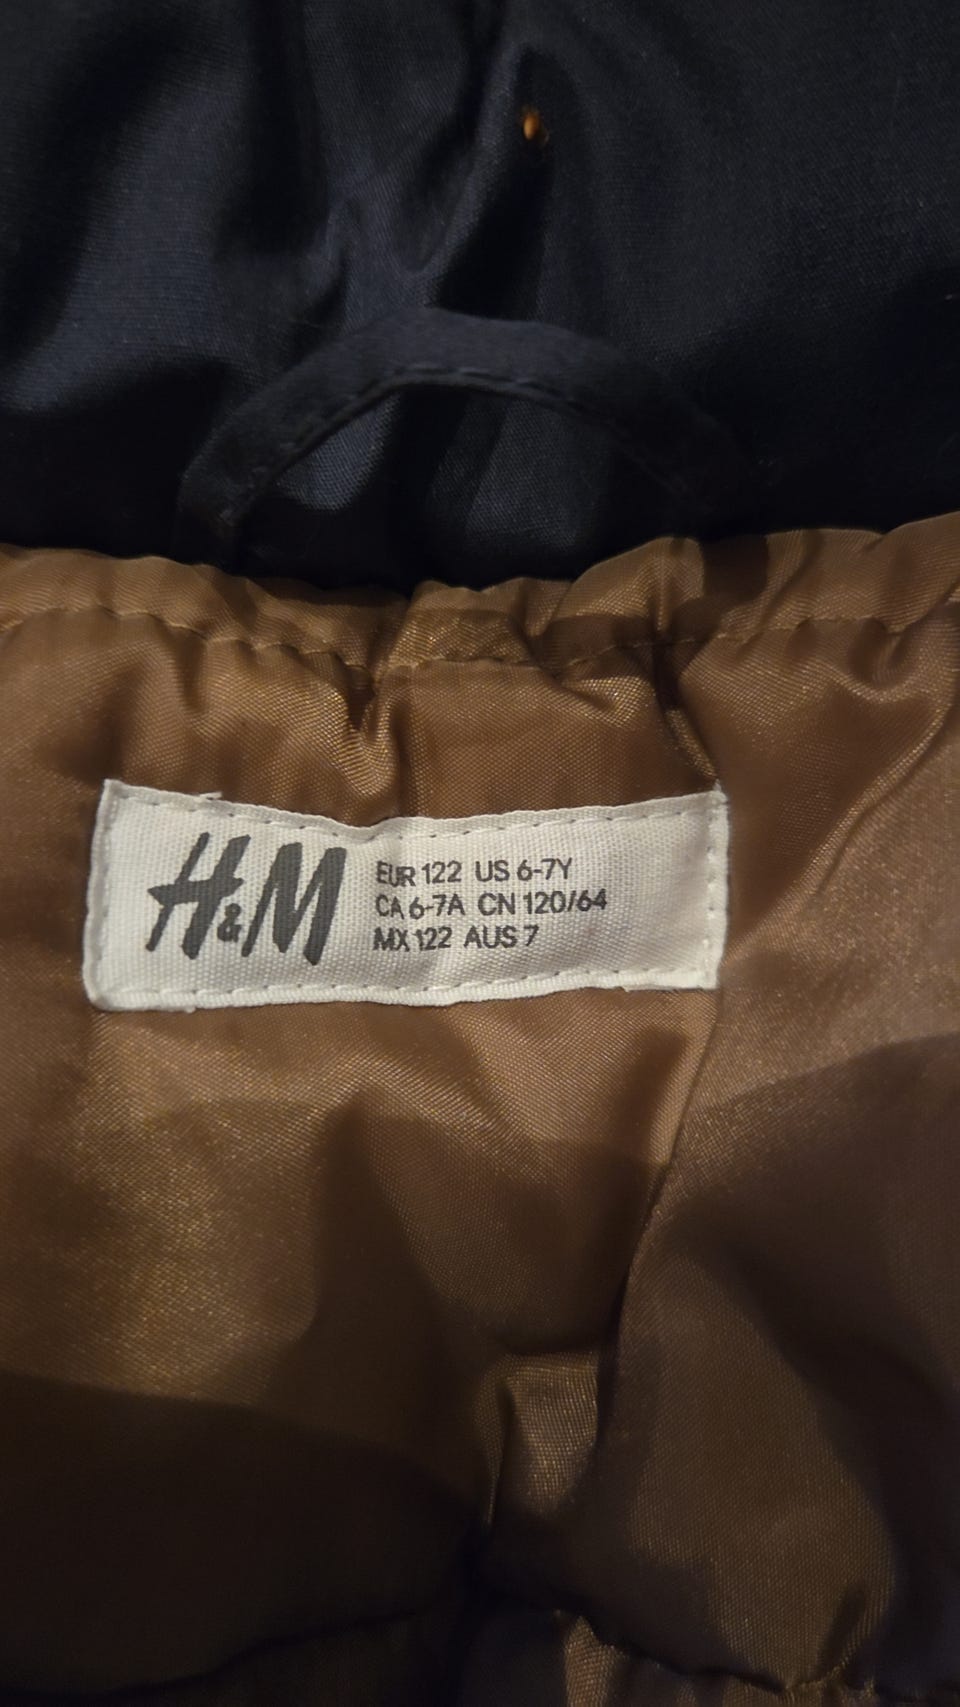 H&M
EUR 122 US 6-7Y
CA 6-7A CN 120/64
MX 122 AUS 7